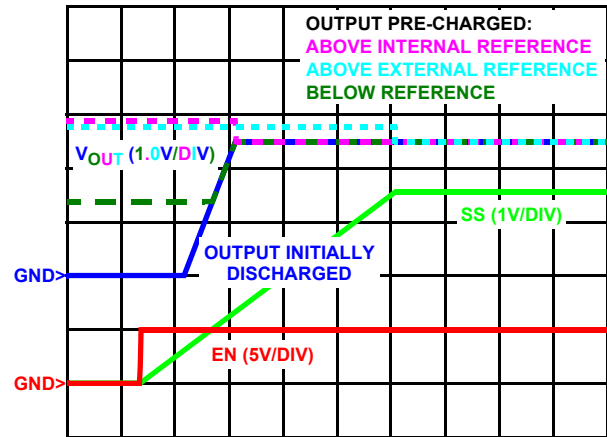 OUTPUT PRE-CHARGED:
ABOVE INTERNAL REFERENCE
ABOVE EXTERNAL REFERENCE
BELOW REFERENCE
VOUT (1.0V/DIV)
SS (1V/DIV)
OUTPUT INITIALLY
DISCHARGED
GND>
EN (5V/DIV)
GND>